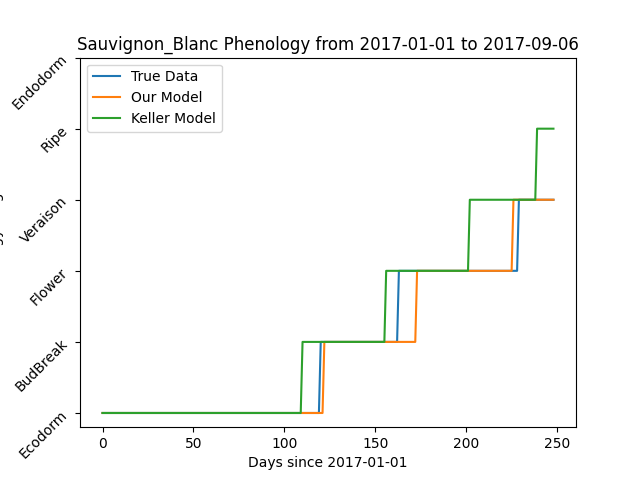 Sauvignon_Blanc Phenology from 2017-01-01 to 2017-09-06
True Data
Our Model
Keller Model
Endodorm
Ripe
Veraison
Flower
BudBreak
Ecodorm
0 50 100 150 200 250
Days since 2017-01-01